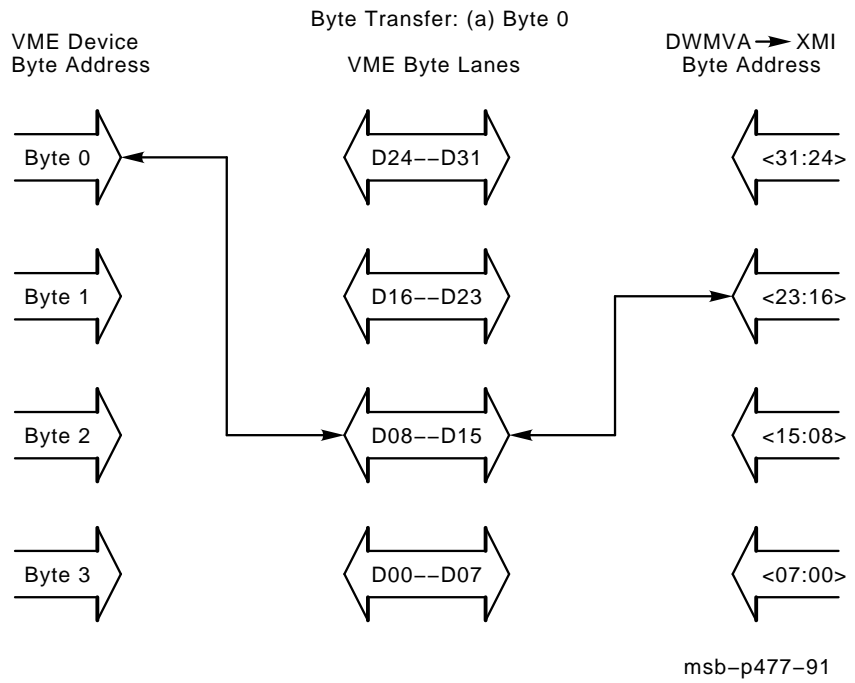 Byte Transfer: (a) Byte 0
VME Device
Byte Address
VME Byte Lanes
DWMVA XMI
Byte Address
Byte 0
D24--D31
<31:24>
Byte 1
D16--D23
<23:16>
Byte 2
D08--D15
<15:08>
Byte 3
D00--D07
<07:00>
msb-p477-91